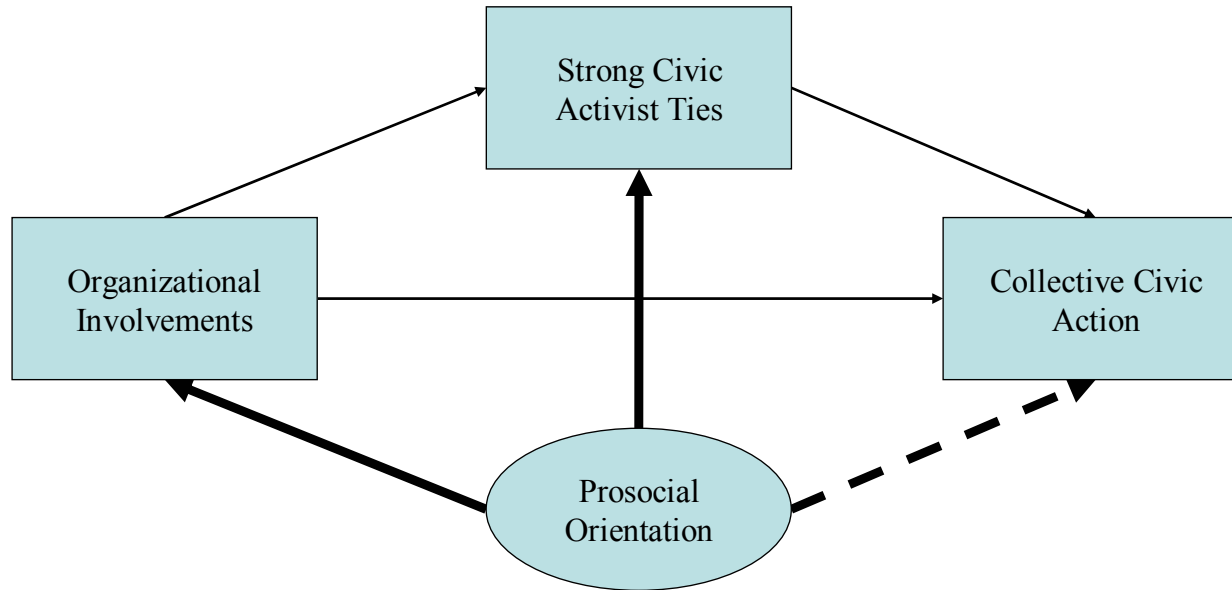 Strong Civic
Activist Ties
Organizational
Involvements
Collective Civic
Action
Prosocial
Orientation